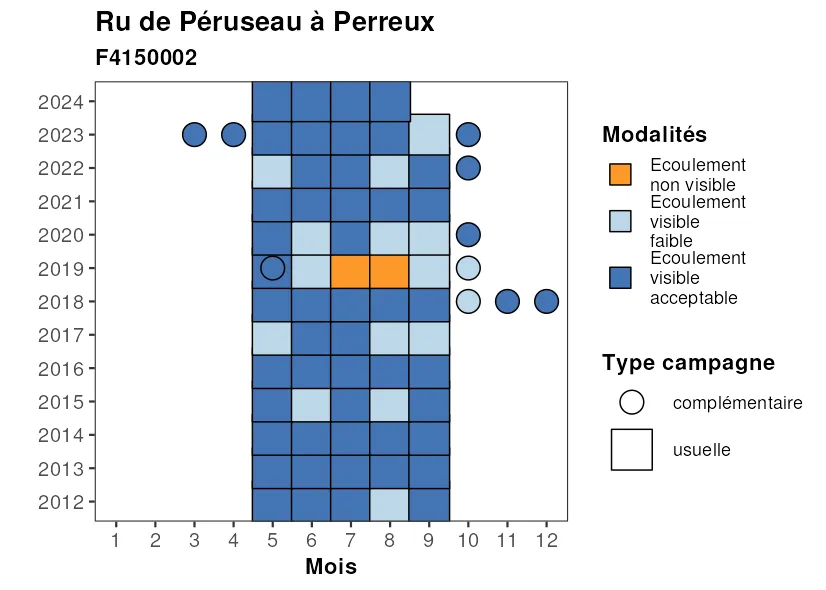 Ru de Péruseau à Perreux
F4150002
2024
2023
2022
2021
2020
2019
2018
2017
2016
2015
2014
2013
2012
1 2 3 4 5 6 7 8 9 10 11 12
Mois
Modalités
Ecoulement
non visible
Ecoulement
visible
faible
Ecoulement
visible
acceptable
Type campagne
complémentaire
usuelle